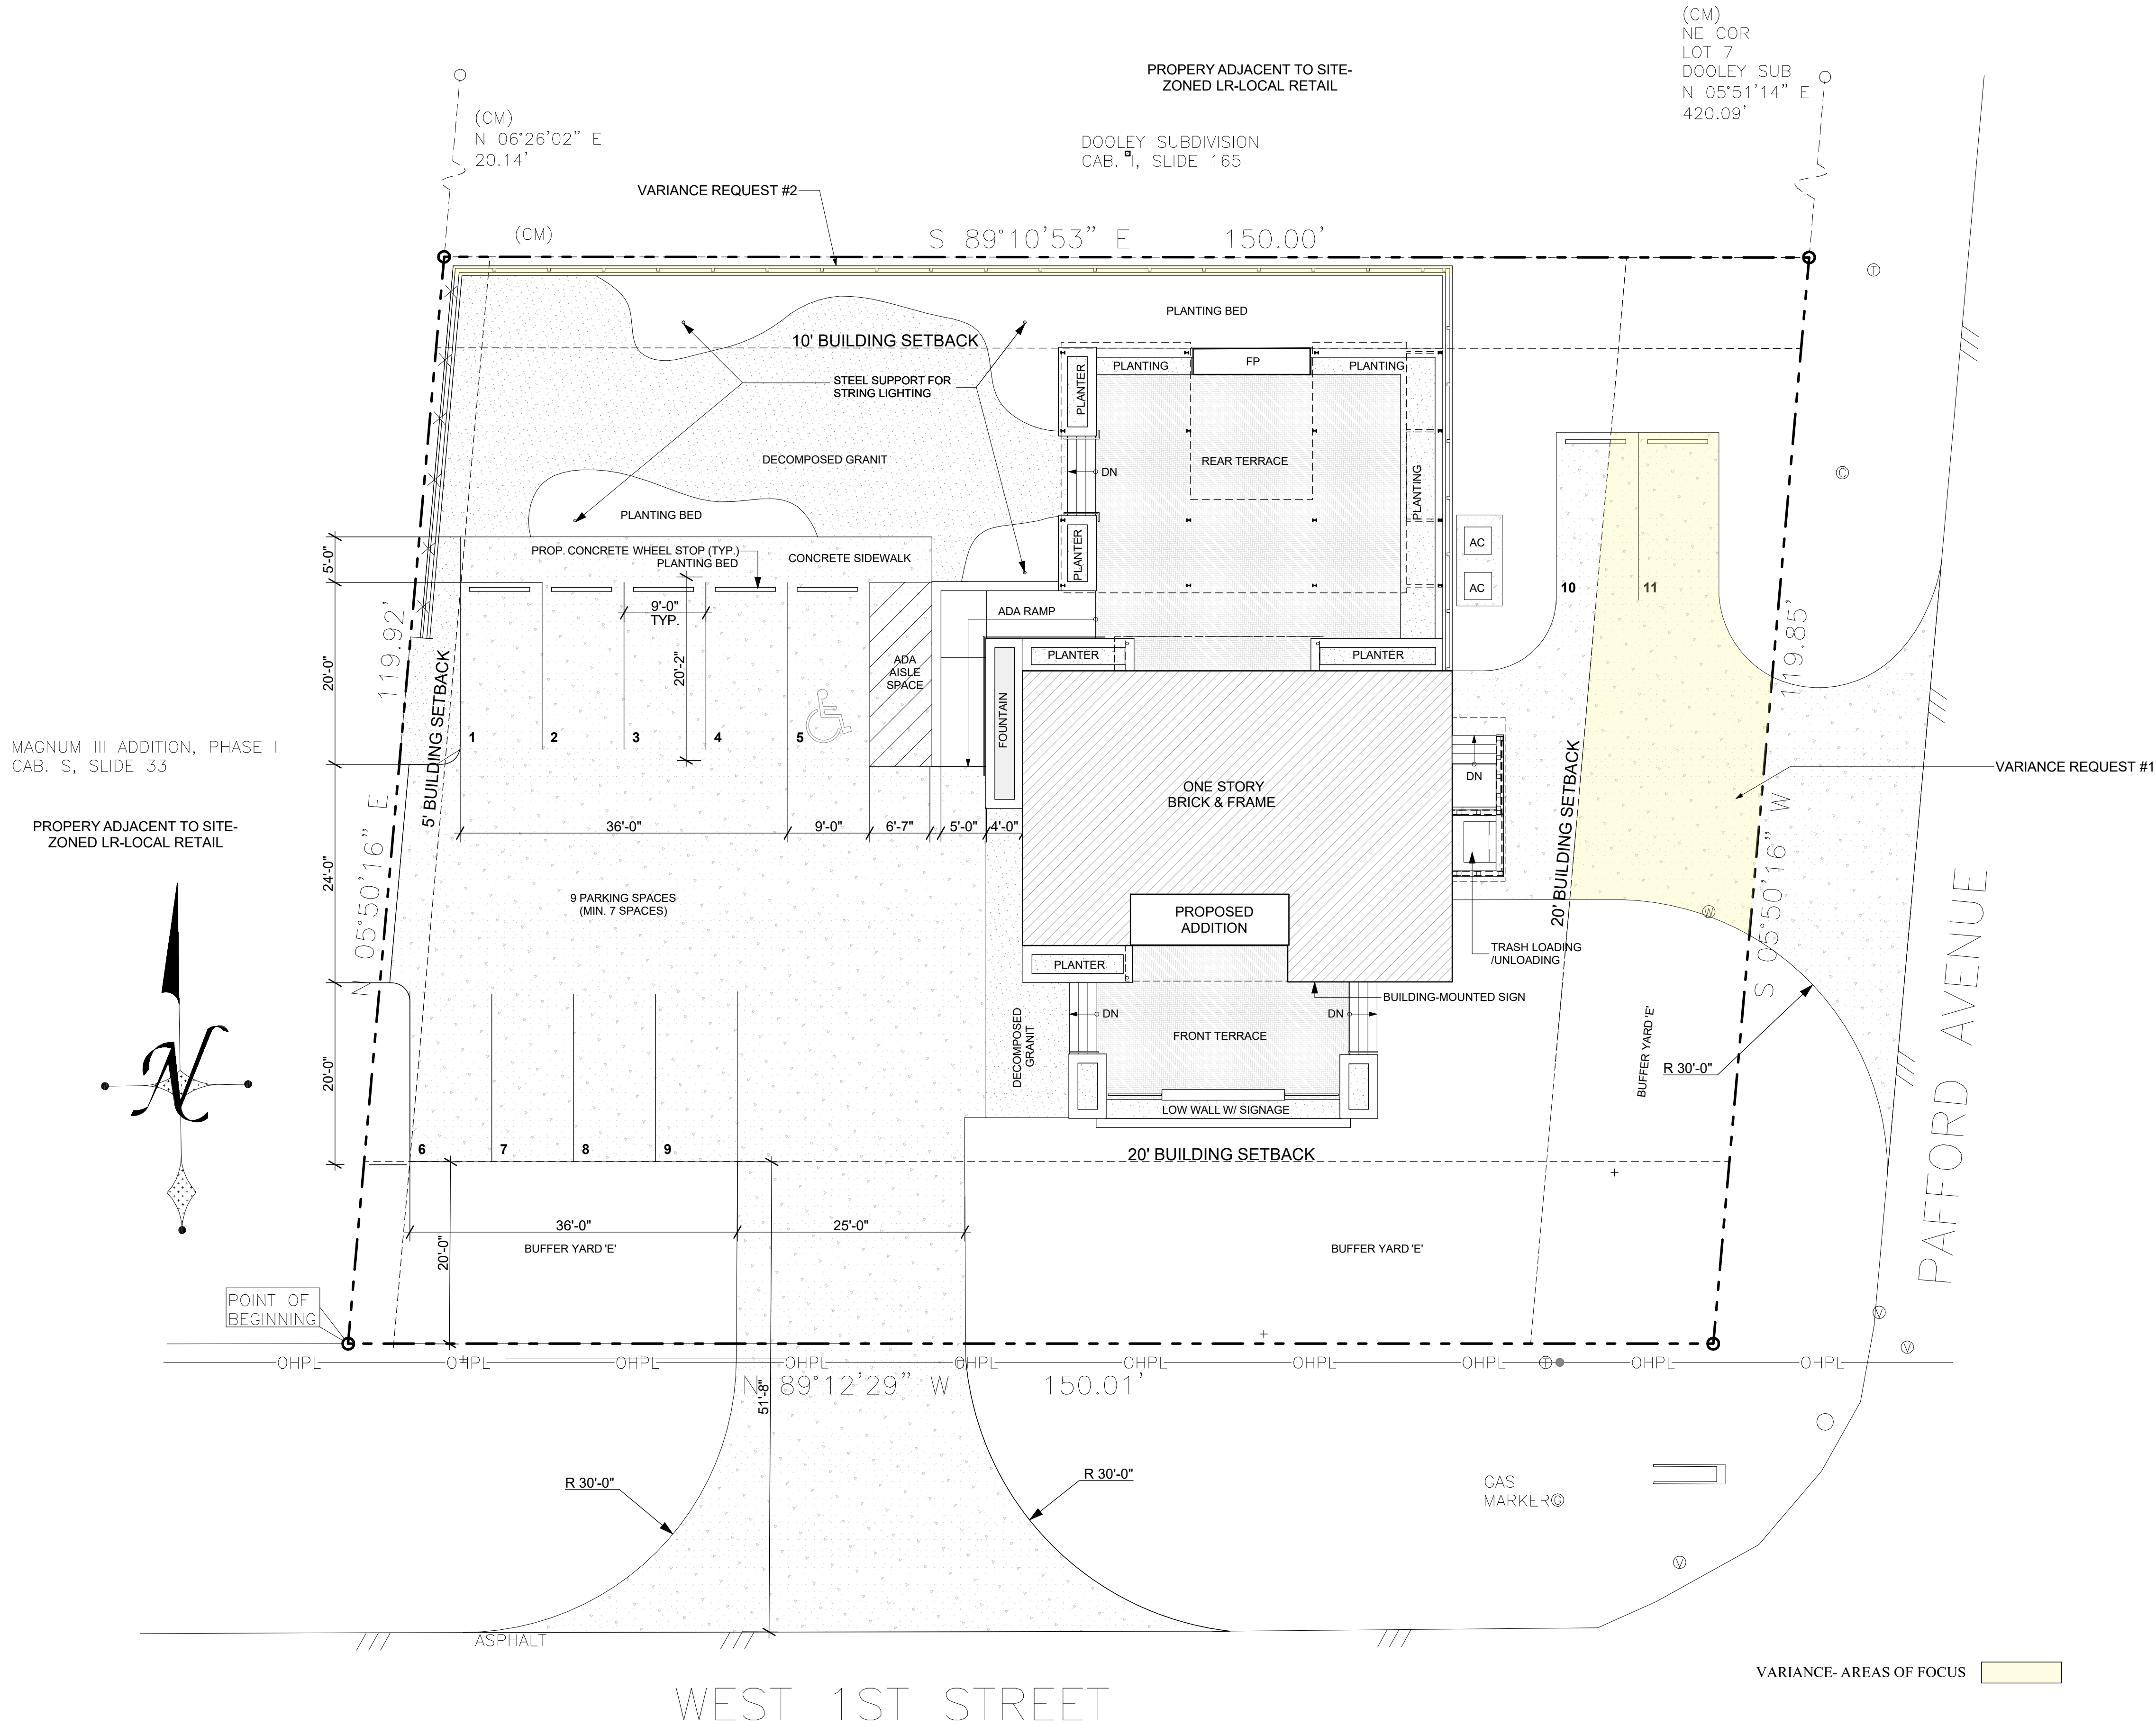 (CM)
NE COR
LOT 7
DOOLEY SUB
N 05°51'14" E
420.09'
PROPERY ADJACENT TO SITE-
ZONED LR-LOCAL RETAIL
(CM)
N 06°26'02" E
20.14'
DOOLEY SUBDIVISION
CAB. I, SLIDE 165
VARIANCE REQUEST #2
(CM)
S 89°10'53" E 150.00'
T
PLANTING BED
10' BUILDING SETBACK
PLANTING
FP
PLANTING
PLANTER
STEEL SUPPORT FOR
STRING LIGHTING
DECOMPOSED GRANIT
REAR TERRACE
DN
PLANTING
C
PLANTING BED
PROP. CONCRETE WHEEL STOP (TYP.)
PLANTING BED
CONCRETE SIDEWALK
PLANTER
AC
AC
5'-0"
10
11
9'-0"
TYP.
ADA RAMP
119.92'
119.85'
20'-0"
20'-2"
ADA
AISLE
SPACE
PLANTER
PLANTER
5' BUILDING SETBACK
FOUNTAIN
1
2
3
4
5
MAGNUM III ADDITION, PHASE I
CAB. S, SLIDE 33
VARIANCE REQUEST #1
DN
ONE STORY
BRICK & FRAME
20' BUILDING SETBACK
PROPERY ADJACENT TO SITE-
ZONED LR-LOCAL RETAIL
36'-0"
9'-0"
6'-7"
5'-0"
4'-0"
N 05°50'16" E
S 05°50'16" W
24'-0"
9 PARKING SPACES
(MIN. 7 SPACES)
PROPOSED
ADDITION
W
TRASH LOADING
/UNLOADING
PLANTER
BUILDING-MOUNTED SIGN
N
DECOMPOSED
GRANIT
DN
DN
FRONT TERRACE
BUFFER YARD 'E'
R 30'-0"
PAFFORD AVENUE
20'-0"
LOW WALL W/ SIGNAGE
6
7
8
9
20' BUILDING SETBACK
36'-0"
25'-0"
20'-0"
BUFFER YARD 'E'
BUFFER YARD 'E'
POINT OF
BEGINNING
V
V
OHPL OHPL OHPL OHPL OHPL OHPL OHPL OHPL T OHPL OHPL
N 89°12'29" W 150.01'
51'-8"
R 30'-0"
R 30'-0"
GAS
MARKER G
V
ASPHALT
VARIANCE- AREAS OF FOCUS
WEST 1ST STREET